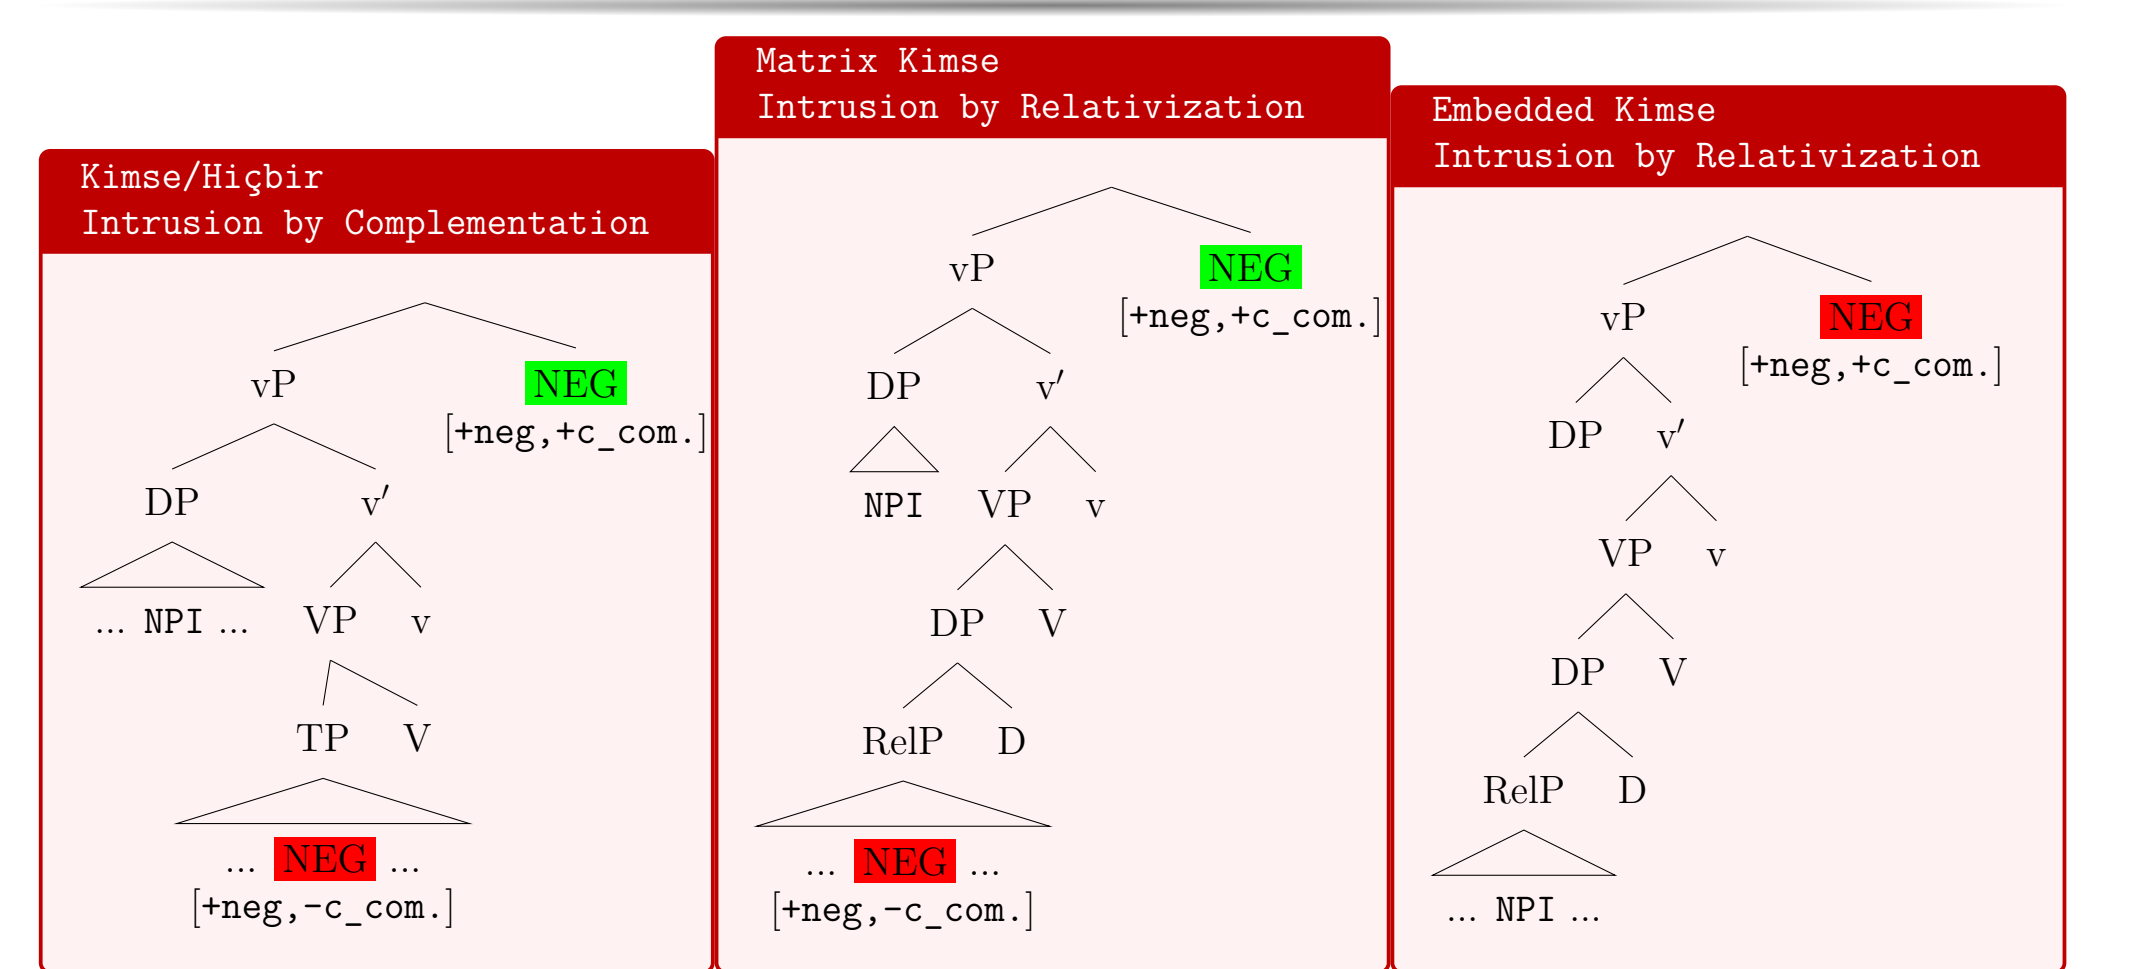 Kimse/Hiçbir
Intrusion by Complementation
vP
NEG
[+neg,+c_com.]
DP
v′
... NPI ...
VP
v
TP
V
... NEG ...
[+neg,-c_com.]
Matrix Kimse
Intrusion by Relativization
vP
NEG
[+neg,+c_com.]
DP
v′
NPI
VP
v
DP
V
RelP
D
... NEG ...
[+neg,-c_com.]
Embedded Kimse
Intrusion by Relativization
vP
NEG
[+neg,+c_com.]
DP
v′
VP
v
DP
V
RelP
D
... NPI ...